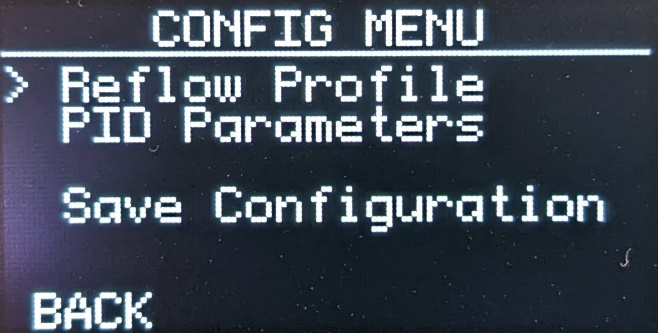 CONFIG MENU
> Reflow Profile
PID Parameters
Save Configuration
BACK